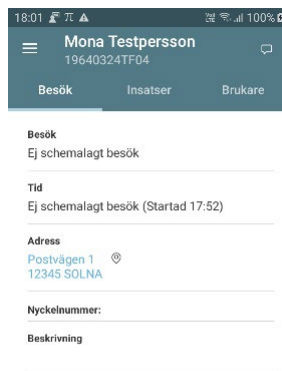 18:01 100%
Mona Testpersson
19640324TF04
Besök Insatser Brukare
Besök
Ej schemalagt besök
Tid
Ej schemalagt besök (Startad 17:52)
Adress
Postvägen 1
12345 SOLNA
Nyckelnummer:
Beskrivning